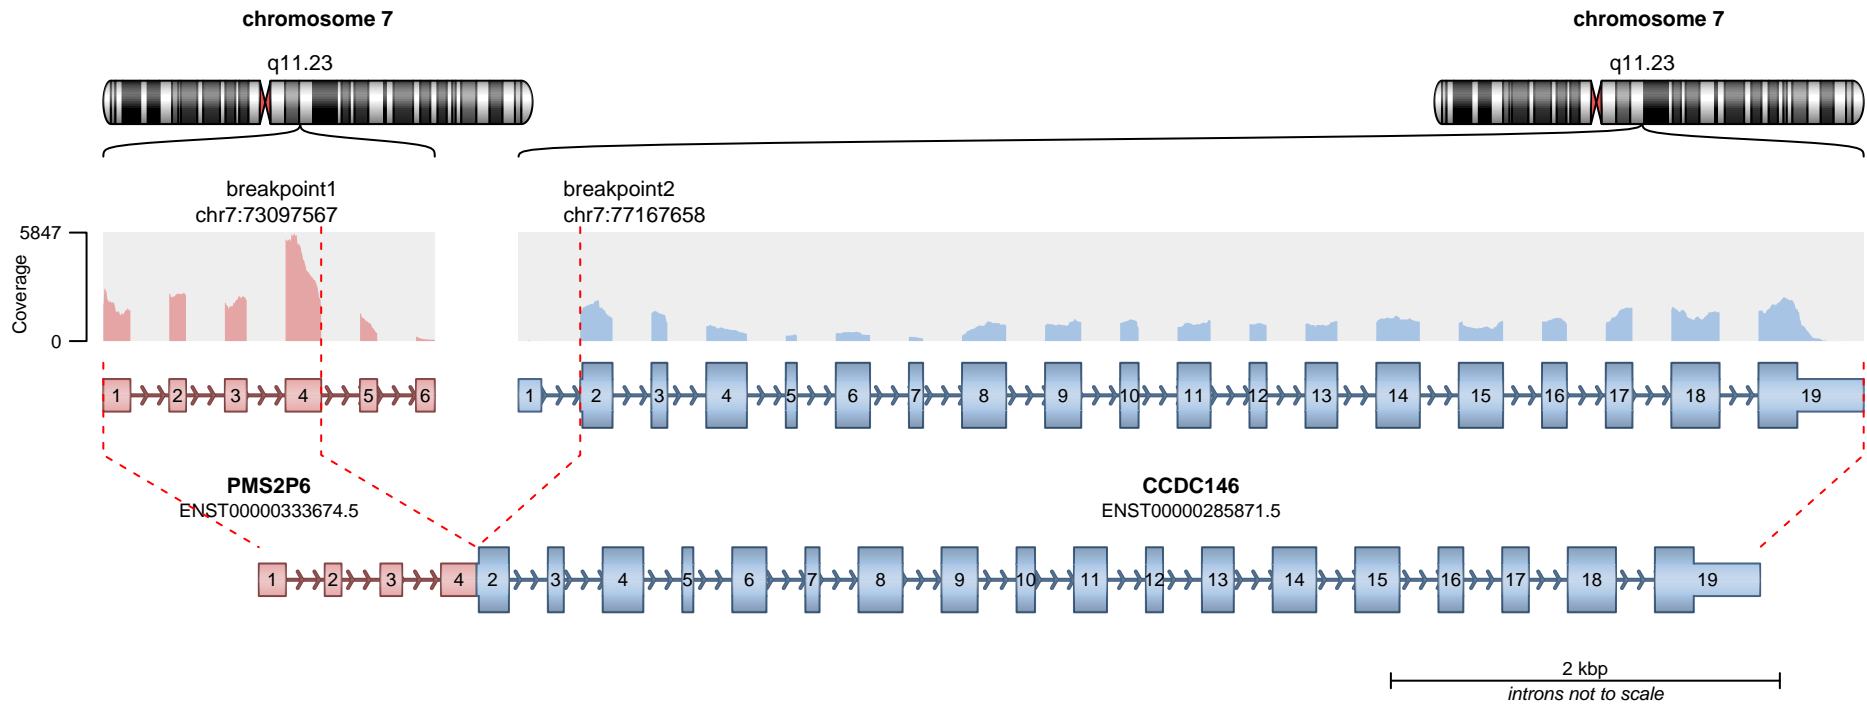 chromosome 7
chromosome 7
q11.23
q11.23
breakpoint1
chr7:73097567
breakpoint2
chr7:77167658
5847
Coverage
0
1 2 3 4 5 6
1 2 3 4 5 6 7 8 9 10 11 12 13 14 15 16 17 18 19
PMS2P6
ENST00000333674.5
CCDC146
ENST00000285871.5
1 2 3 4 2 3 4 5 6 7 8 9 10 11 12 13 14 15 16 17 18 19
2 kbp
introns not to scale